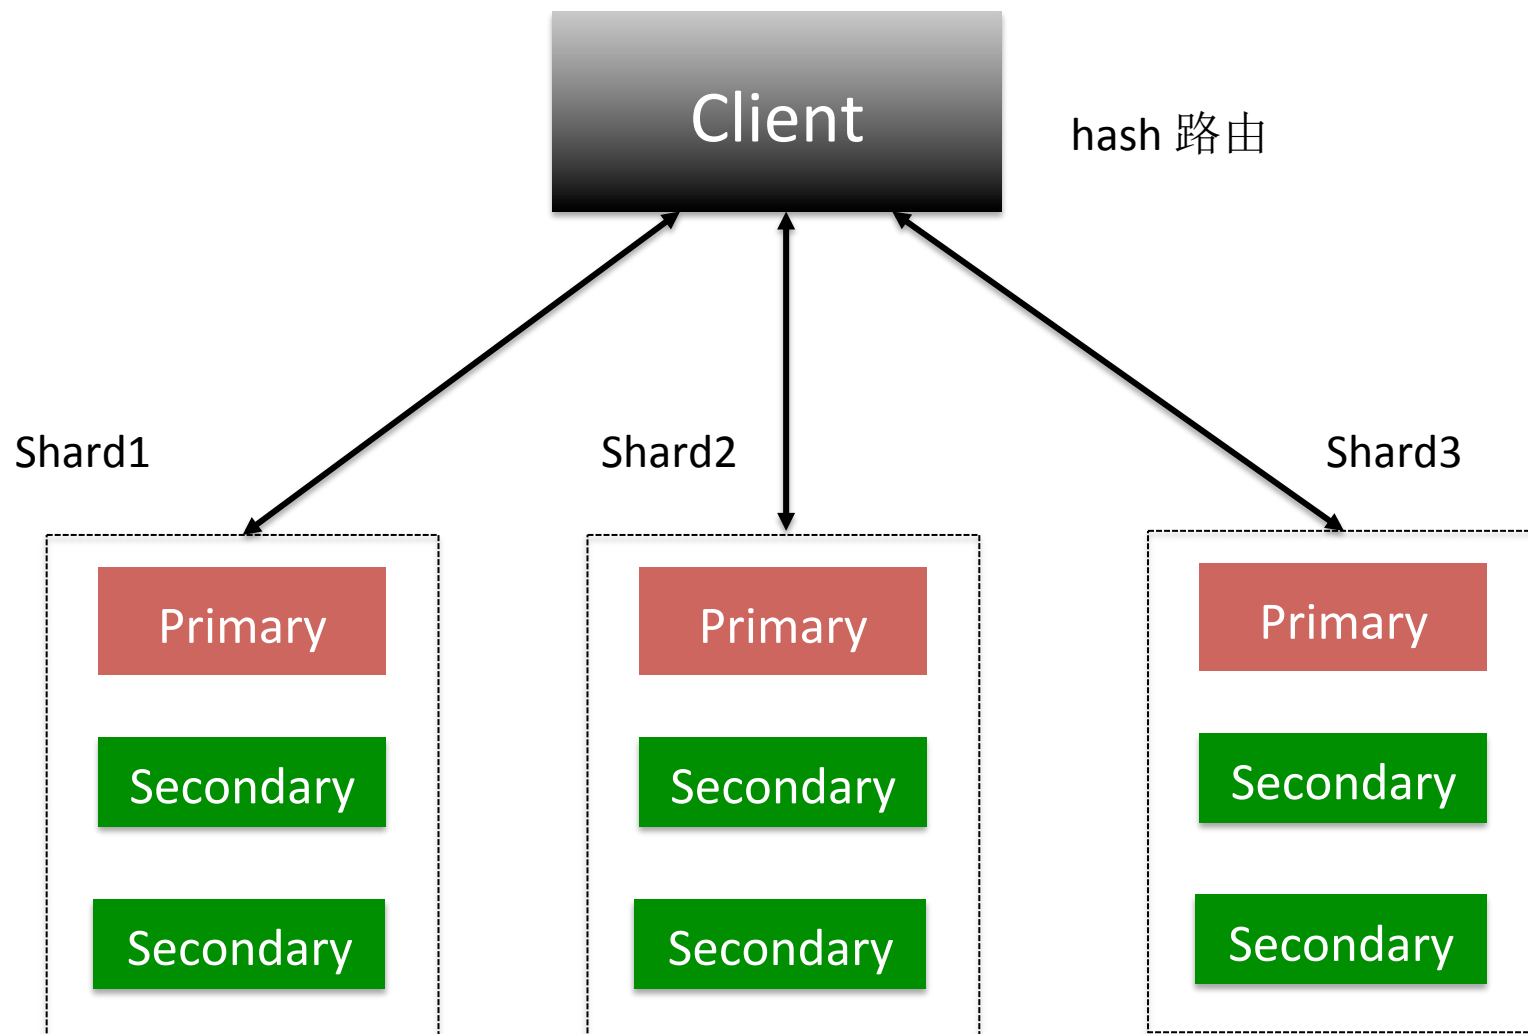 Client
hash 路由
Shard1
Shard2
Shard3
Primary
Primary
Primary
Secondary
Secondary
Secondary
Secondary
Secondary
Secondary